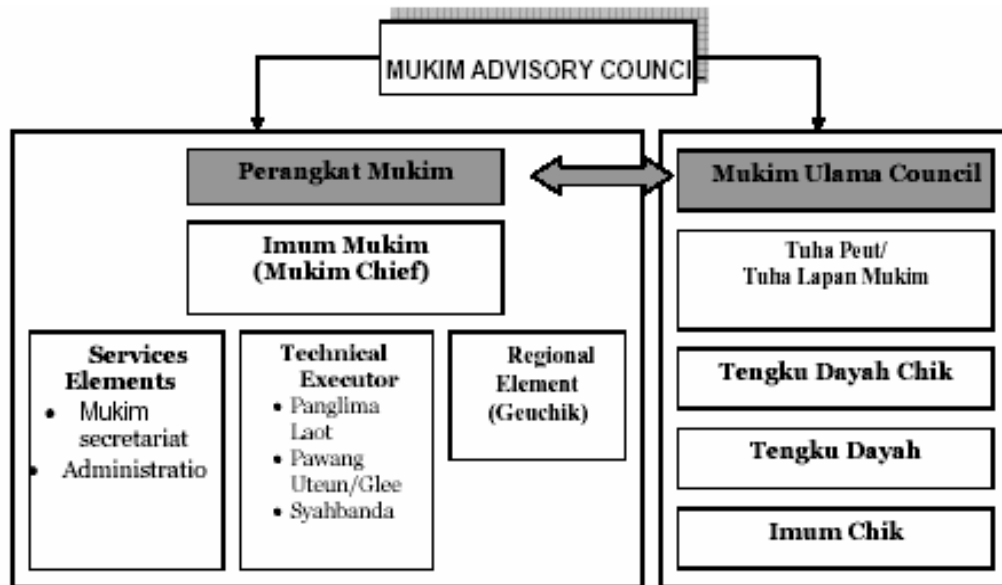 MUKIM ADVISORY COUNCI
Perangkat Mukim
Imum Mukim
(Mukim Chief)
Services
Elements
• Mukim
secretariat
• Administratio
Technical
Executor
• Panglima
Laot
• Pawang
Uteun/Glee
• Syahbanda
Regional
Element
(Geuchik)
Mukim Ulama Council
Tuha Peut/
Tuha Lapan Mukim
Tengku Dayah Chik
Tengku Dayah
Imum Chik